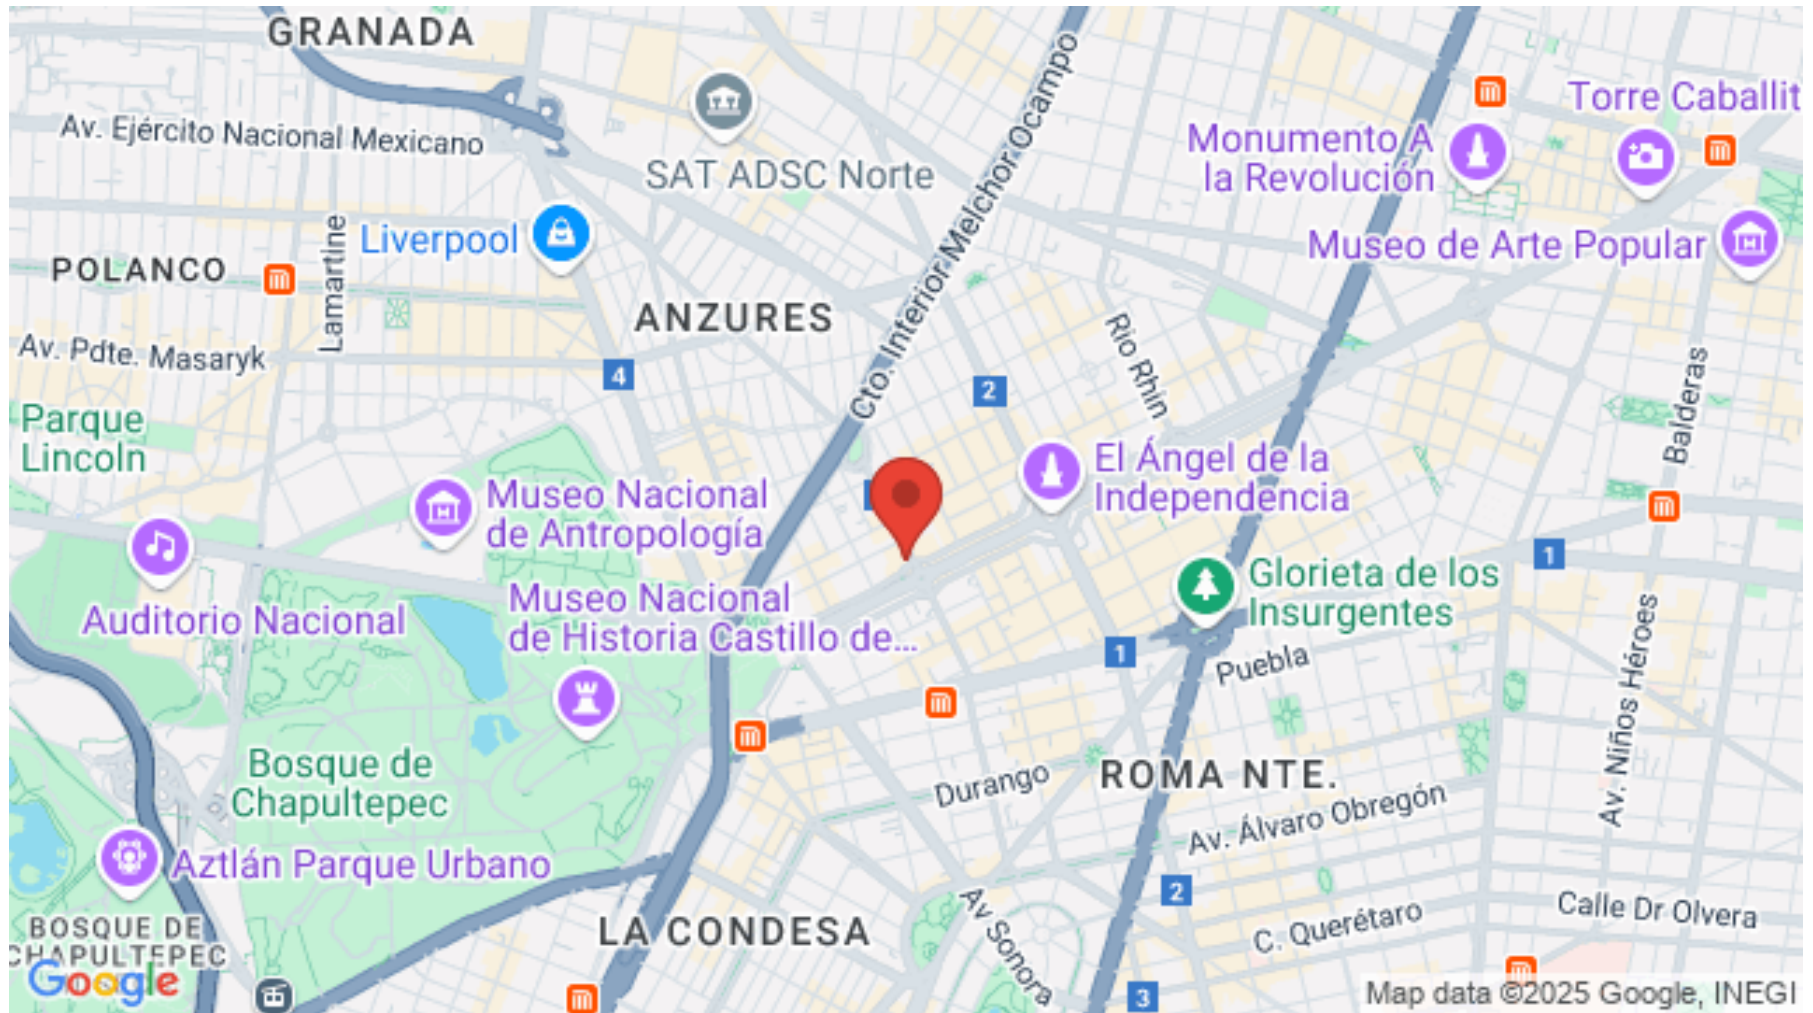 GRANADA
Av. Ejército Nacional Mexicano
SAT ADSC Norte
Cto. Interior Melchor Ocampo
Torre Caballit
Monumento A
la Revolución
Museo de Arte Popular
Liverpool
Lamartine
POLANCO
ANZURES
Av. Pdte. Masaryk
4
2
Rio Rhin
Balderas
Parque
Lincoln
El Ángel de la
Independencia
Museo Nacional
de Antropología
Auditorio Nacional
Museo Nacional
de Historia Castillo de...
Glorieta de los
Insurgentes
1
1
Puebla
Av. Niños Héroes
Bosque de
Chapultepec
Durango
ROMA NTE.
Av. Álvaro Obregón
Aztlán Parque Urbano
2
Av Sonora
Calle Dr Olvera
C. Querétaro
LA CONDESA
BOSQUE DE
CHAPULTEPEC
3
Google
Map data ©2025 Google, INEGI